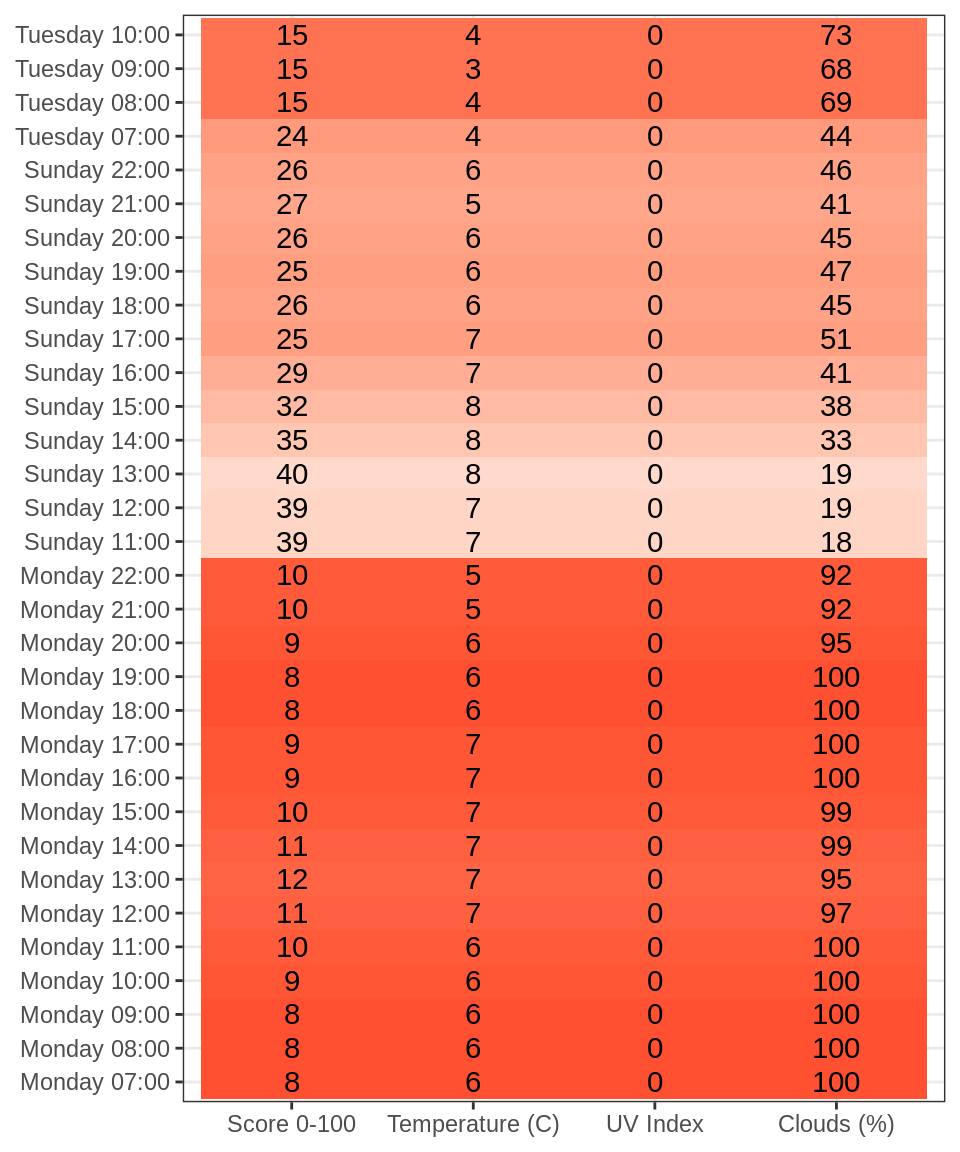 Tuesday 10:00 15 4 0 73
Tuesday 09:00 15 3 0 68
Tuesday 08:00 15 4 0 69
Tuesday 07:00 24 4 0 44
Sunday 22:00 26 6 0 46
Sunday 21:00 27 5 0 41
Sunday 20:00 26 6 0 45
Sunday 19:00 25 6 0 47
Sunday 18:00 26 6 0 45
Sunday 17:00 25 7 0 51
Sunday 16:00 29 7 0 41
Sunday 15:00 32 8 0 38
Sunday 14:00 35 8 0 33
Sunday 13:00 40 8 0 19
Sunday 12:00 39 7 0 19
Sunday 11:00 39 7 0 18
Monday 22:00 10 5 0 92
Monday 21:00 10 5 0 92
Monday 20:00 9 6 0 95
Monday 19:00 8 6 0 100
Monday 18:00 8 6 0 100
Monday 17:00 9 7 0 100
Monday 16:00 9 7 0 100
Monday 15:00 10 7 0 99
Monday 14:00 11 7 0 99
Monday 13:00 12 7 0 95
Monday 12:00 11 7 0 97
Monday 11:00 10 6 0 100
Monday 10:00 9 6 0 100
Monday 09:00 8 6 0 100
Monday 08:00 8 6 0 100
Monday 07:00 8 6 0 100
Score 0-100 Temperature (C) UV Index Clouds (%)